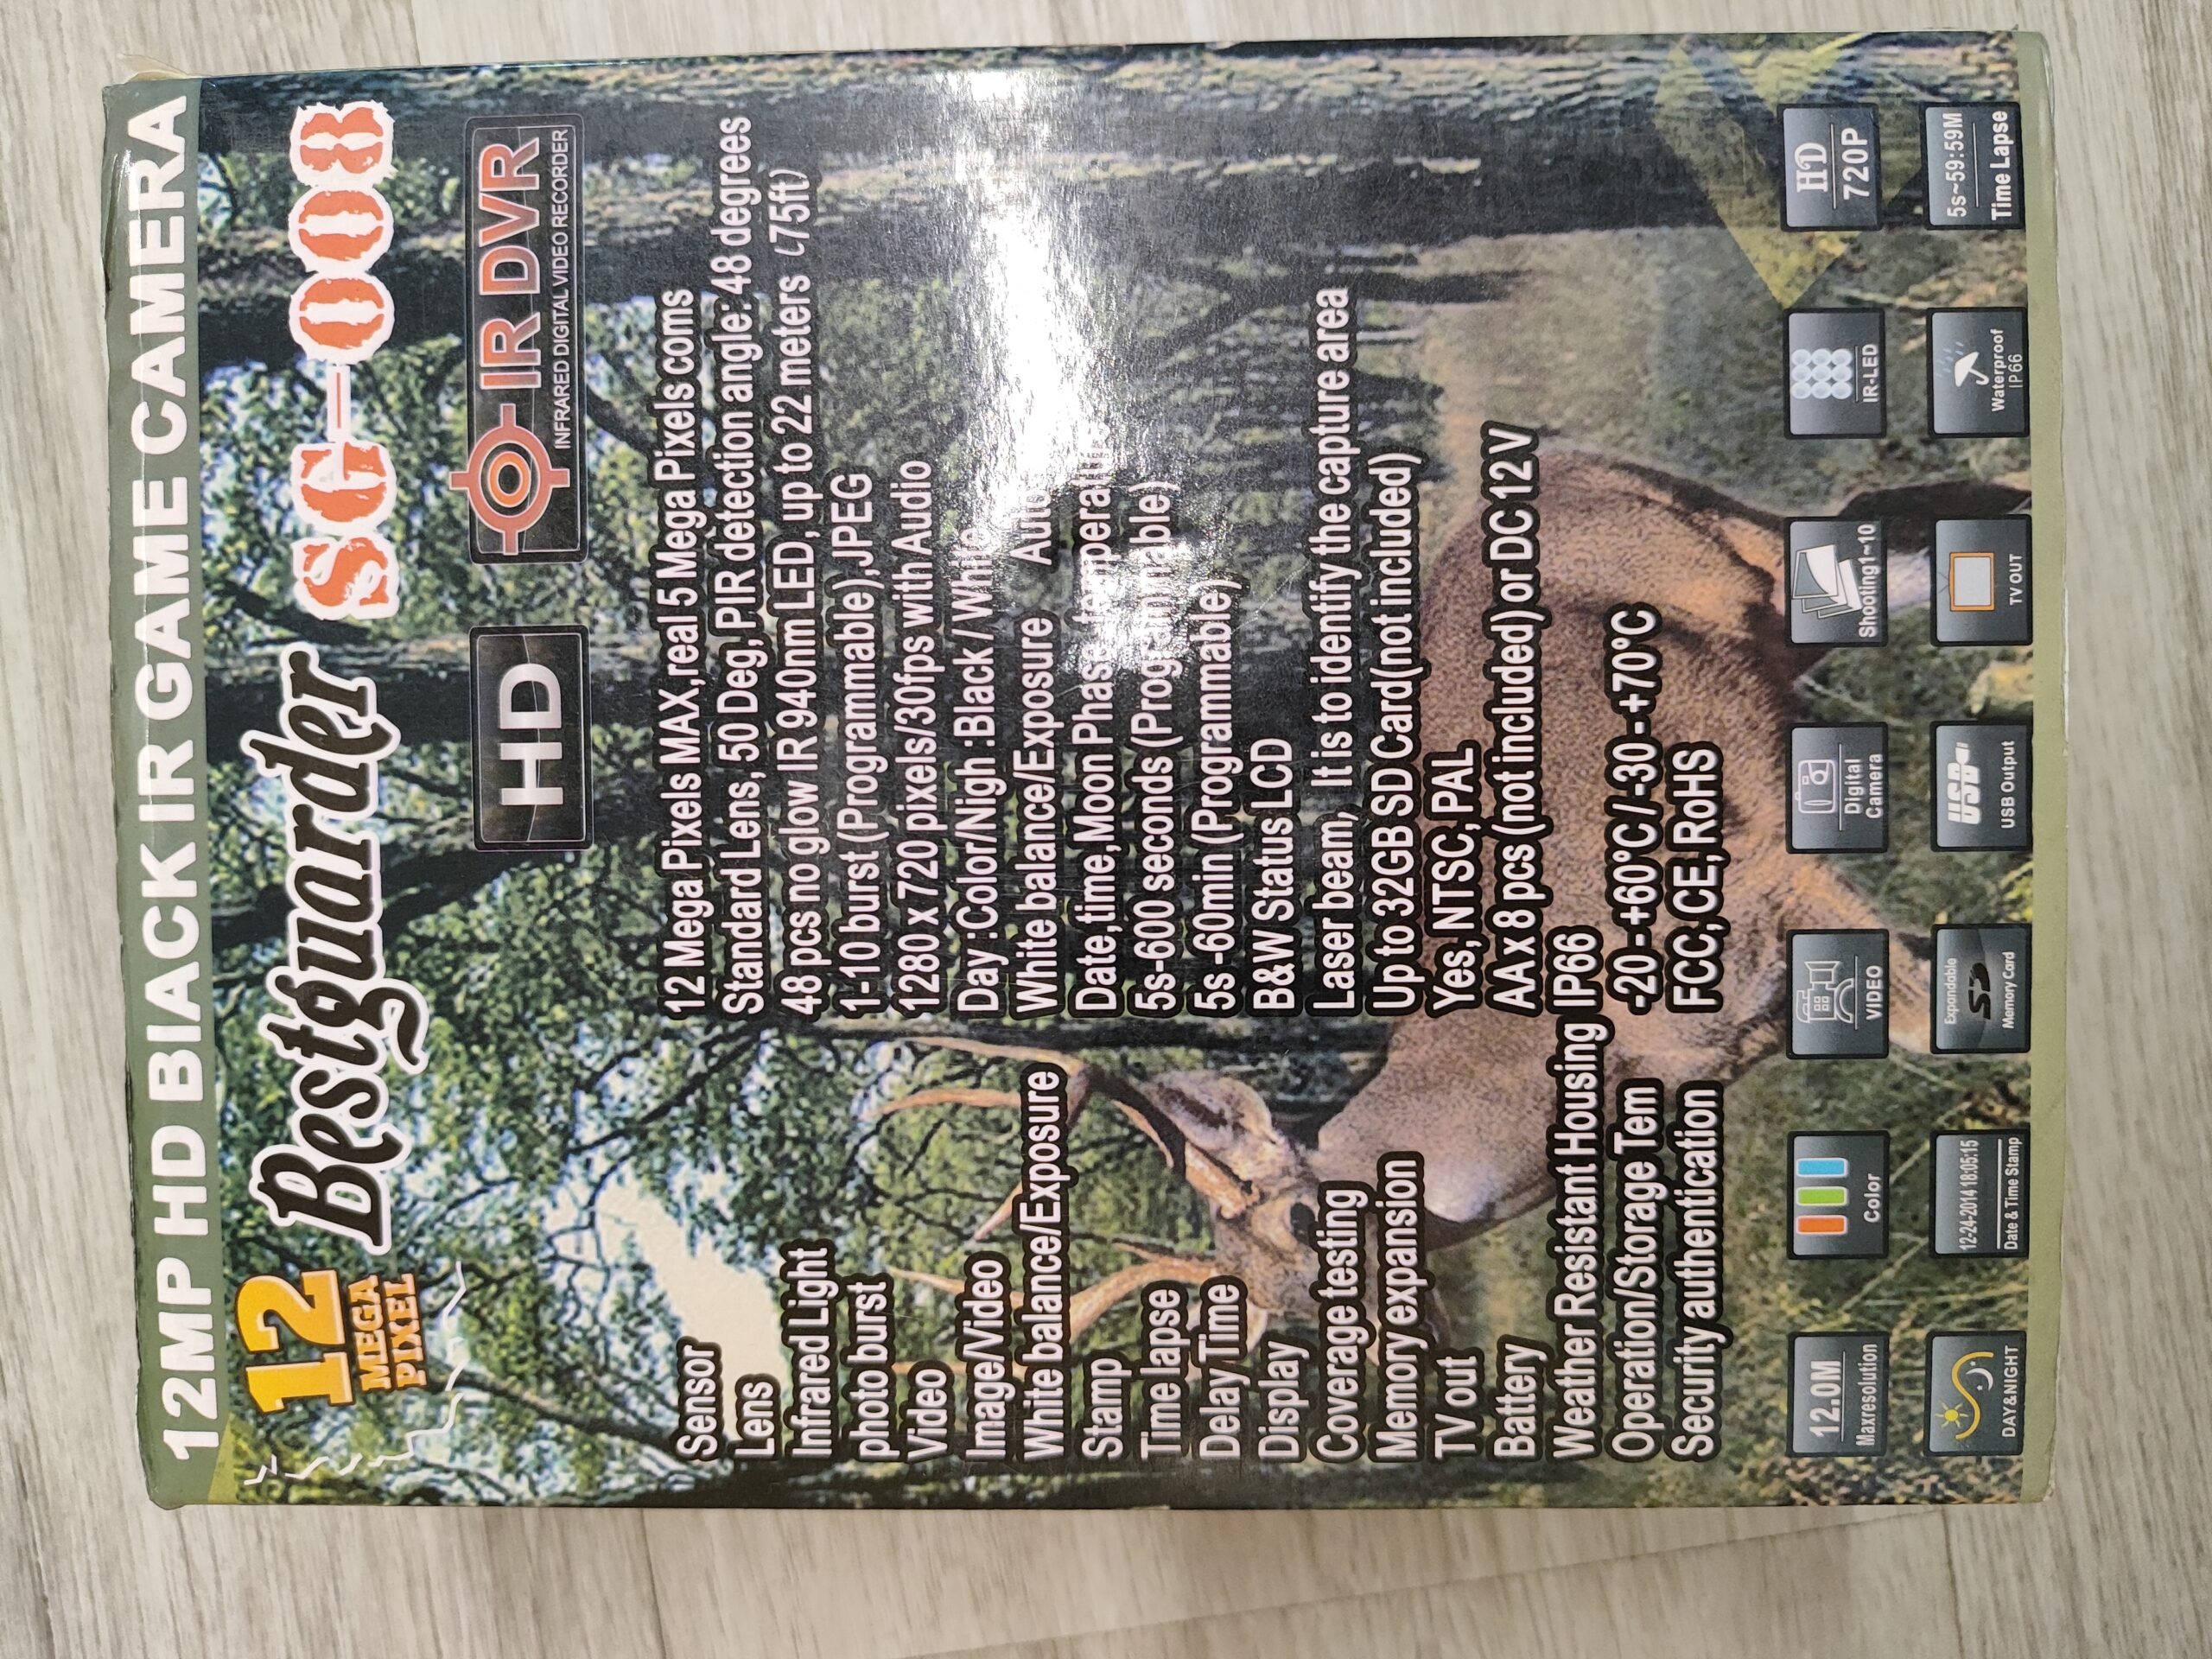 12MP HD BIACK IR GAME CAMERA
12
MEGA
PIXEL
Bestguarder SG-008
HD
IR DVR
INFRARED DIGITAL VIDEO RECORDER
Sensor 12 Mega Pixels MAX,real 5 Mega Pixels coms
Lens Standard Lens, 50 Deg,PIR detection angle: 48 degrees
Infrared Light 48 pcs no glow IR 940nm LED, up to 22 meters (75ft)
photo burst 1-10 burst (Programmable),JPEG
Video 1280 x 720 pixels/30fps with Audio
Image/Video Day :Color/Nigh :Black / White
White balance/Exposure White balance/Exposure Auto
Stamp Date,time,Moon Phase,
Time lapse 5s-600 seconds (Programmable)
Delay/Time 5s -60min (Programmable)
Display B&W Status LCD
Coverage testing Laser beam, It is to identify the capture area
Memory expansion Up to 32GB SD Card(not included)
TV out Yes, NTSC, PAL
Battery AA x 8 pcs (not included) or DC 12V
Weather Resistant Housing IP66
Operation/Storage Tem -20 - +60°C / -30 - +70°C
Security authentication FCC, CE, RoHS
12.0M
Maxresolution
Color
VIDEO
Digital
Camera
Shooting1~10
IR-LED
HD
720P
DAY&NIGHT
12-24-2014 18:05:15
Date & Time Stamp
Expandable
SD
Memory Card
USB
USB Output
TV OUT
Waterproof
IP66
5s~59:59M
Time Lapse